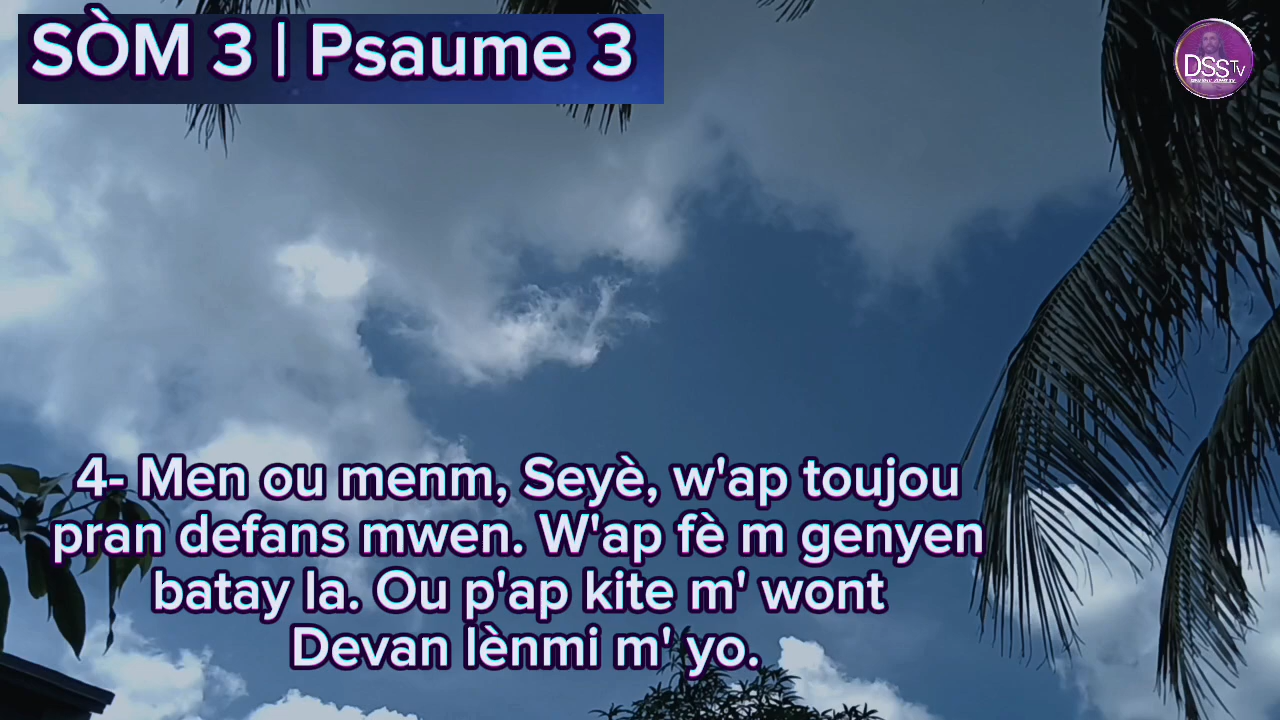 SÒM 3 | Psaume 3
DSS Tv
4- Men ou menm, Seyè, w'ap toujou
pran defans mwen. W'ap fè m genyen
batay la. Ou p'ap kite m' wont
Devan lènmi m' yo.